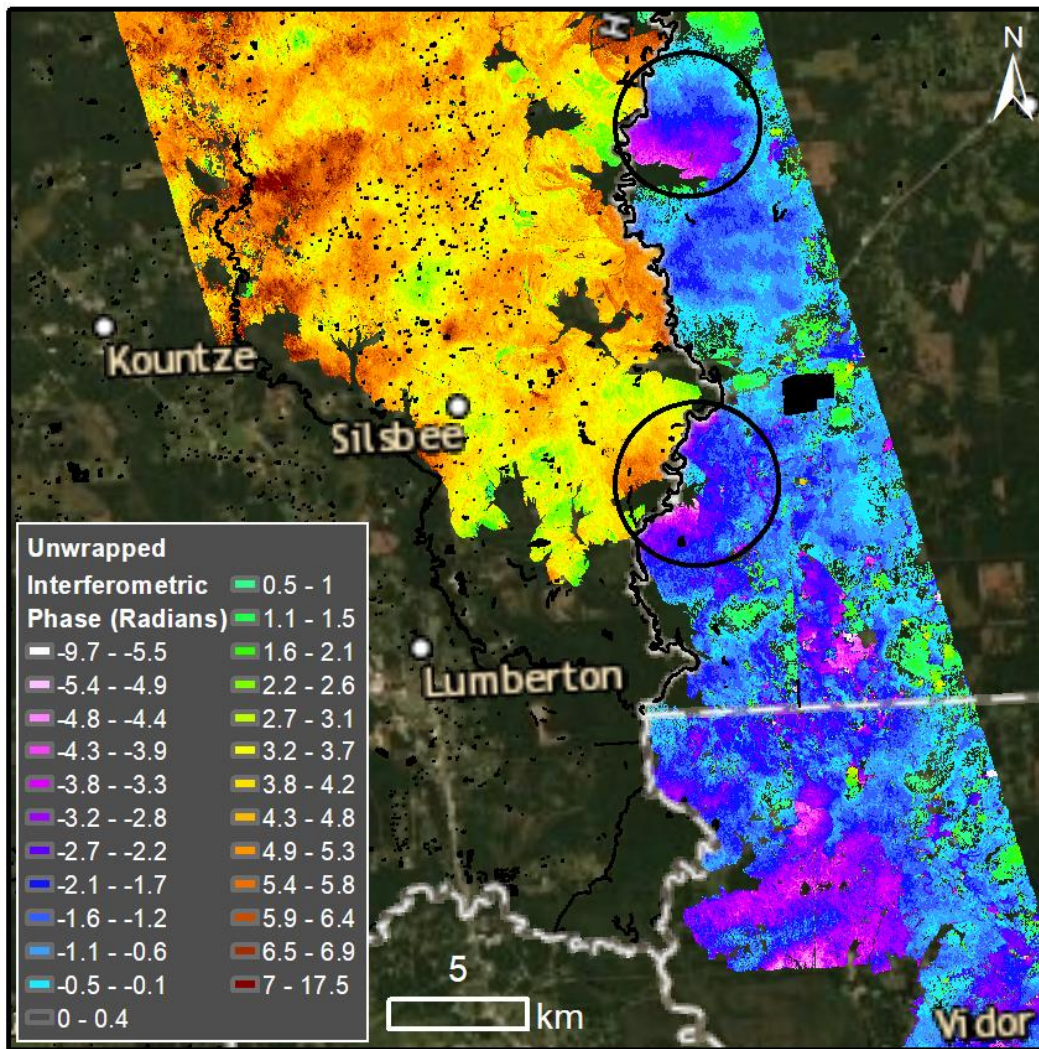 N
H
Kountze
Silsbee
Lumberton
Vidor
5
km
Unwrapped
Interferometric
Phase (Radians)
-9.7 - -5.5
-5.4 - -4.9
-4.8 - -4.4
-4.3 - -3.9
-3.8 - -3.3
-3.2 - -2.8
-2.7 - -2.2
-2.1 - -1.7
-1.6 - -1.2
-1.1 - -0.6
-0.5 - -0.1
0 - 0.4
0.5 - 1
1.1 - 1.5
1.6 - 2.1
2.2 - 2.6
2.7 - 3.1
3.2 - 3.7
3.8 - 4.2
4.3 - 4.8
4.9 - 5.3
5.4 - 5.8
5.9 - 6.4
6.5 - 6.9
7 - 17.5